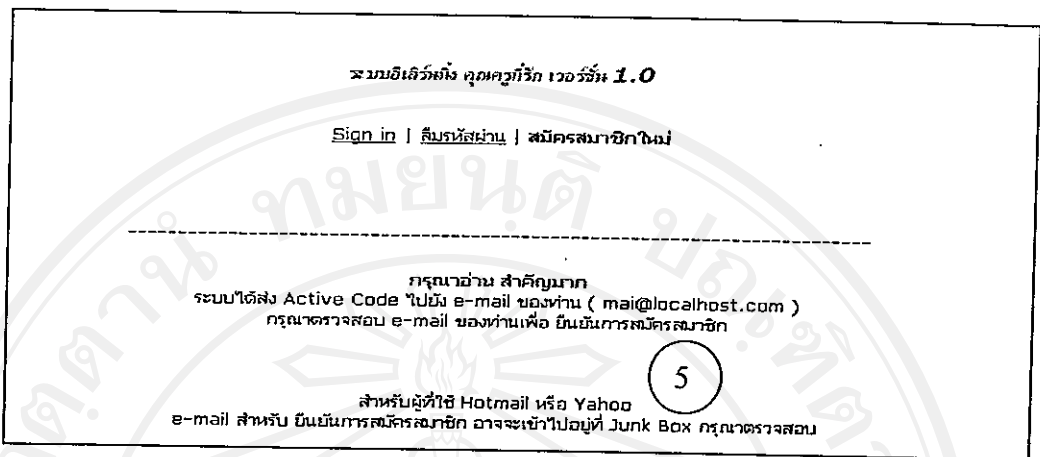 ระบบอีเลิร์นนิ่ง คุณครูที่รัก เวอร์ชั่น 1.0
Sign in | ลืมรหัสผ่าน | สมัครสมาชิกใหม่
กรุณาอ่าน สำคัญมาก
ระบบได้ส่ง Active Code ไปยัง e-mail ของท่าน ( mai@localhost.com )
กรุณาตรวจสอบ e-mail ของท่านเพื่อ ยืนยันการสมัครสมาชิก
5
สำหรับผู้ที่ใช้ Hotmail หรือ Yahoo
e-mail สำหรับ ยืนยันการสมัครสมาชิก อาจจะเข้าไปอยู่ที่ Junk Box กรุณาตรวจสอบ